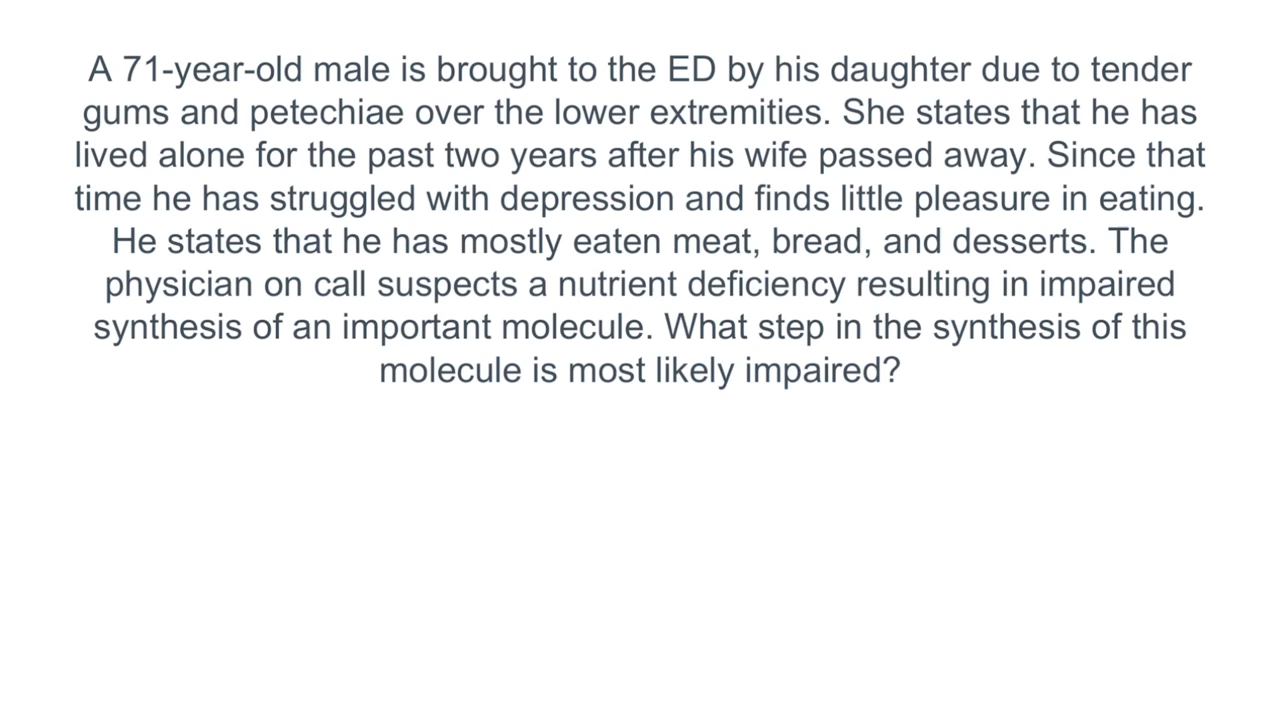 A 71-year-old male is brought to the ED by his daughter due to tender
gums and petechiae over the lower extremities. She states that he has
lived alone for the past two years after his wife passed away. Since that
time he has struggled with depression and finds little pleasure in eating.
He states that he has mostly eaten meat, bread, and desserts. The
physician on call suspects a nutrient deficiency resulting in impaired
synthesis of an important molecule. What step in the synthesis of this
molecule is most likely impaired?